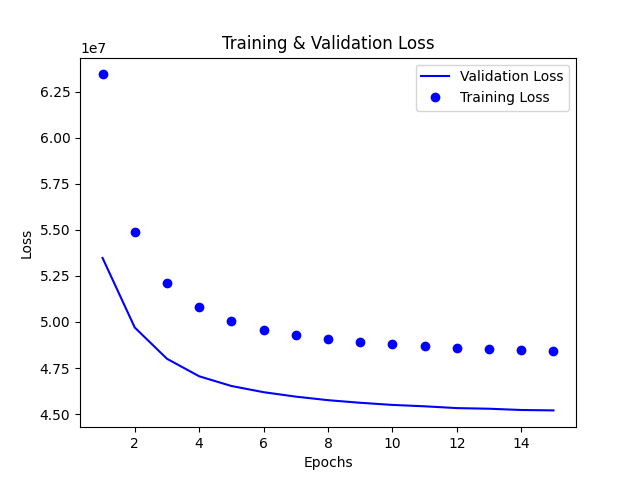 Training & Validation Loss
1e7
Validation Loss
Training Loss
6.25
6.00
5.75
5.50
5.25
5.00
4.75
4.50
Loss
2 4 6 8 10 12 14
Epochs